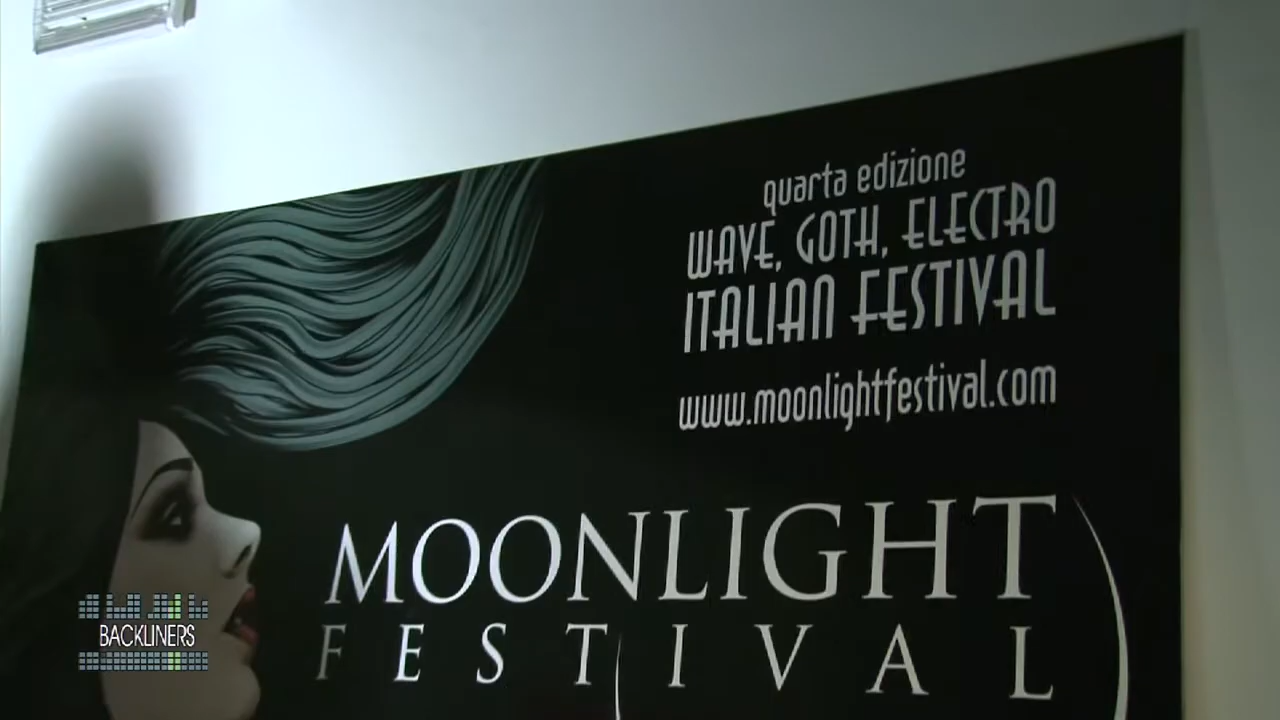 quarta edizione
WAVE, GOTH, ELECTRO
ITALIAN FESTIVAL
www.moonlightfestival.com
MOONLIGHT
FESTIVAL
BACKLINERS